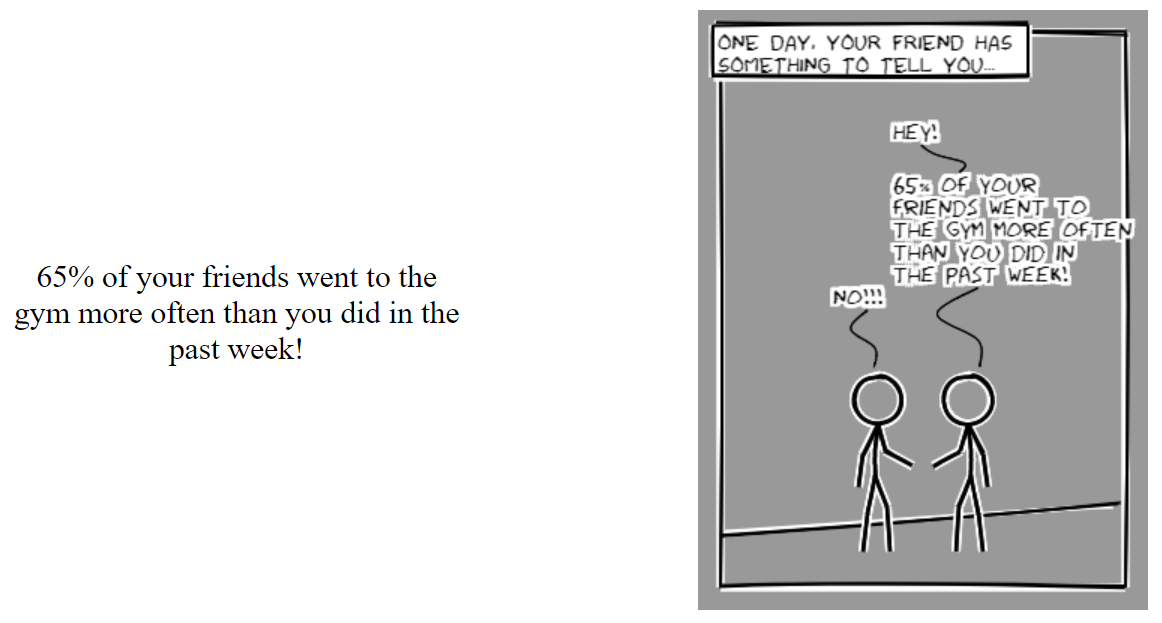 65% of your friends went to the
gym more often than you did in the
past week!
ONE DAY, YOUR FRIEND HAS
SOMETHING TO TELL YOU...
HEY!
65% OF YOUR
FRIENDS WENT TO
THE GYM MORE OFTEN
THAN YOU DID IN
THE PAST WEEK!
NO!!!